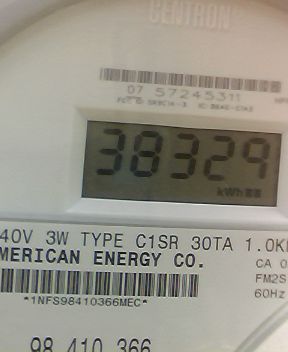 CENTRON
07 57245311
38329
kWh
40V 3W TYPE C1SR 30TA 1.0K
MERICAN ENERGY CO.
CA 0
FM2S
*1NFS98410366MEC*
60Hz
98 410 366